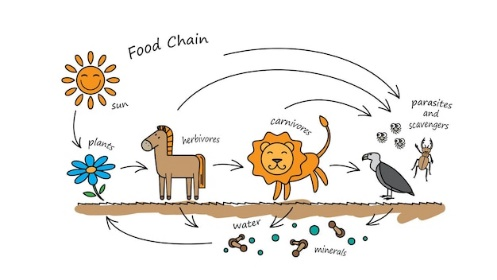 Food Chain
sun
plants
herbivores
carnivores
parasites
and
scavengers
water
minerals